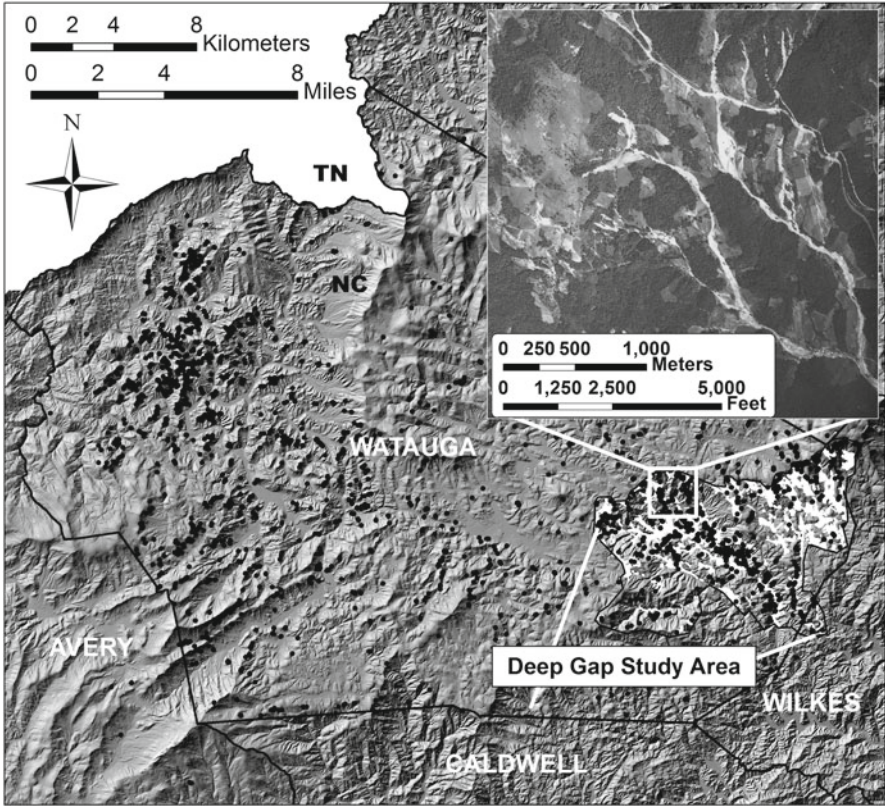 0 2 4 8
Kilometers
0 2 4 8
Miles
N
TN
NC
WATAUGA
AVERY
CALDWELL
WILKES
Deep Gap Study Area
0 250 500 1,000
Meters
0 1,250 2,500 5,000
Feet